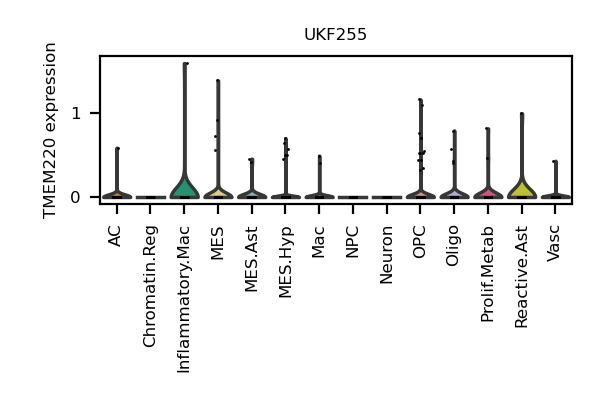 UKF255
TMEM220 expression
1
0
AC
Chromatin.Reg
Inflammatory.Mac
MES
MES.Ast
MES.Hyp
Mac
NPC
Neuron
OPC
Oligo
Prolif.Metab
Reactive.Ast
Vasc